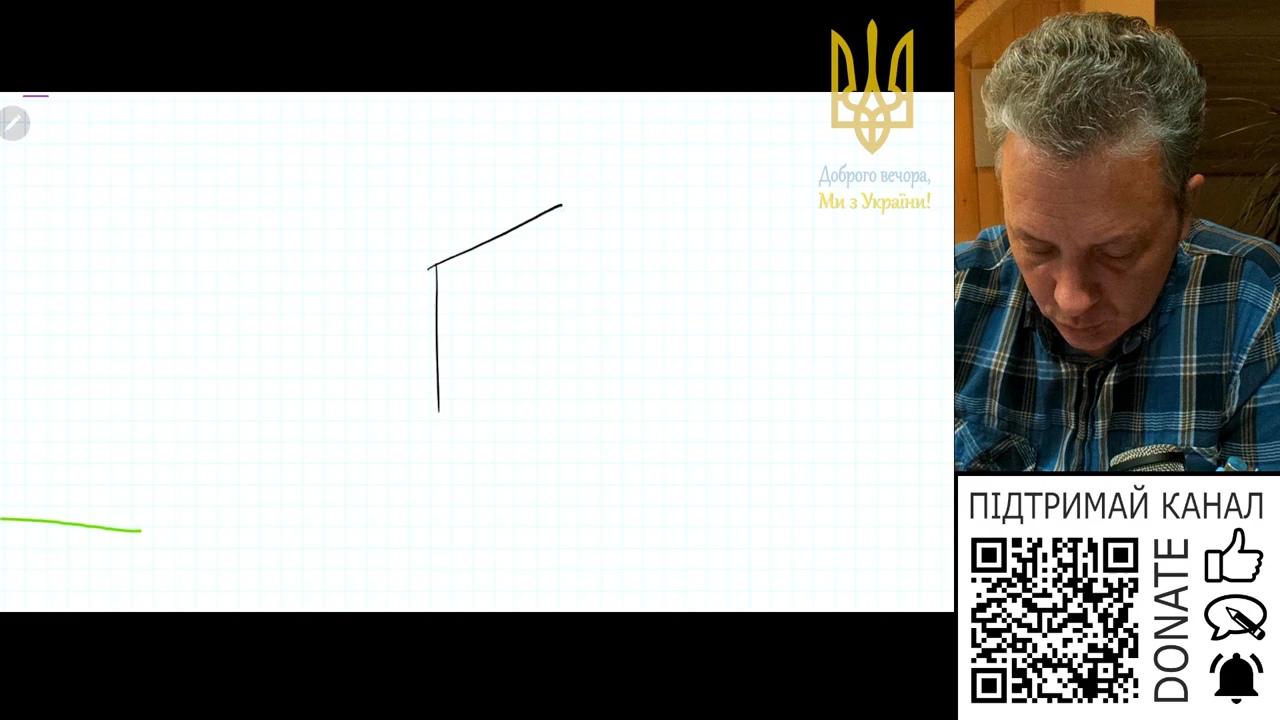 Доброго вечора,
Ми з України!
ПІДТРИМАЙ КАНАЛ
DONATE